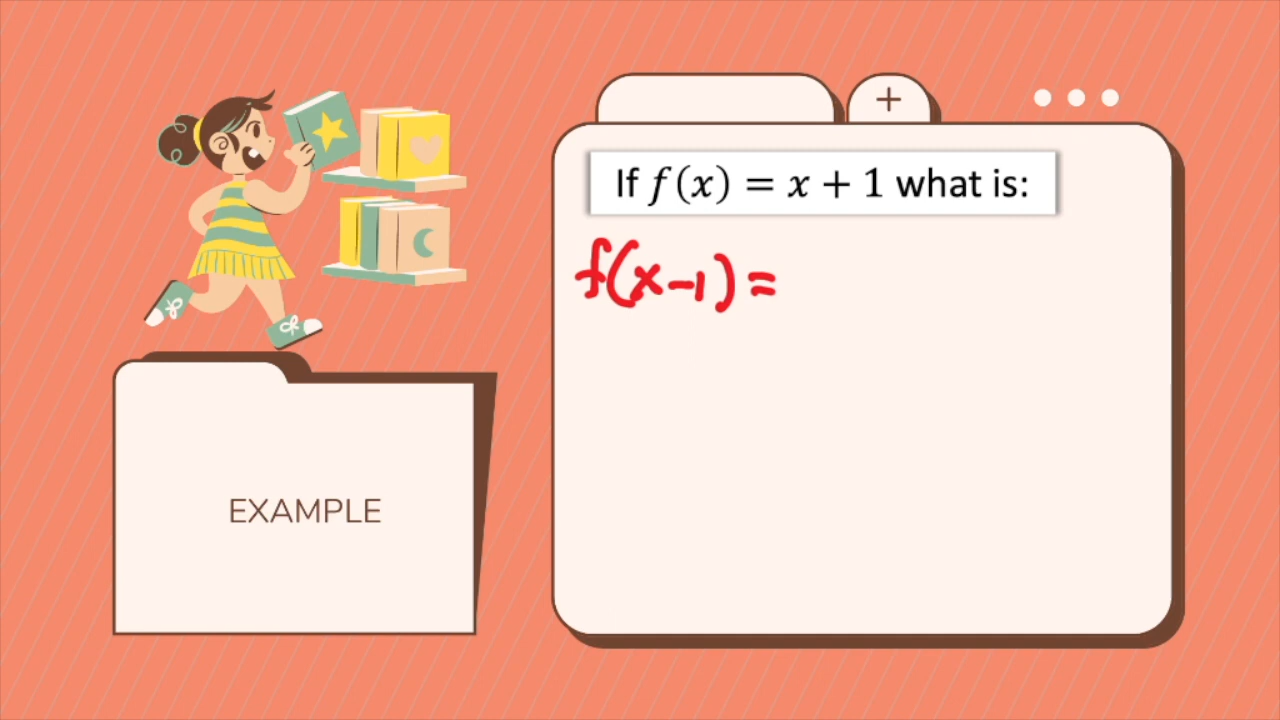 +
If f(x) = x + 1 what is:
f(x-1) =
EXAMPLE